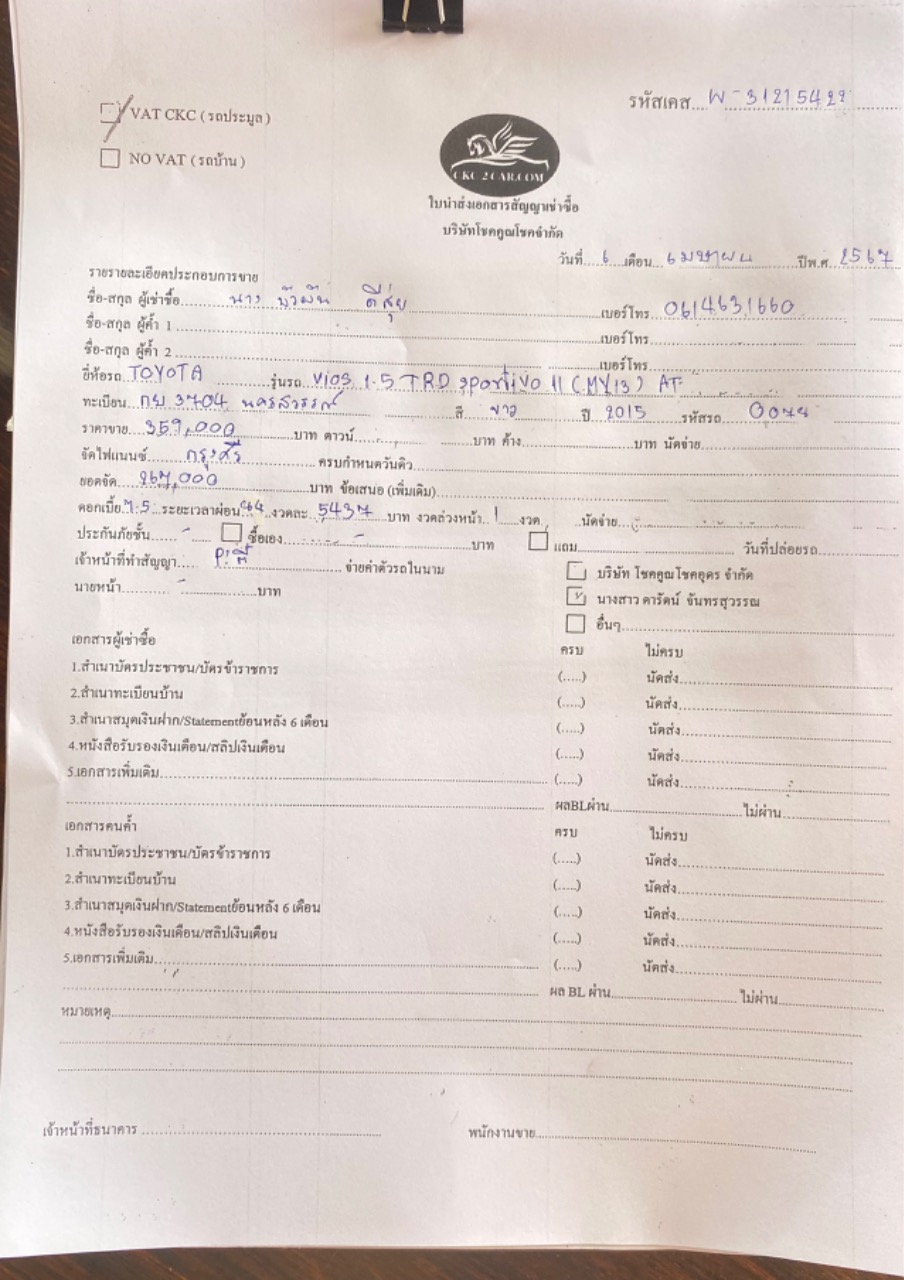 รหัสเคส W-31215422
VAT CKC ( รถประมูล )
NO VAT ( รถบ้าน )
CKC 2 CAR.COM
ใบนำส่งเอกสารสัญญาเช่าซื้อ
บริษัทโชคคูณโชคจำกัด
วันที่ 6 เดือน เมษายน ปีพ.ศ. 2567
รายรายละเอียดประกอบการขาย
ชื่อ-สกุล ผู้เช่าซื้อ นาง บัวผัน ดีสุ่ย เบอร์โทร 0614631660
ชื่อ-สกุล ผู้ค้ำ 1 เบอร์โทร
ชื่อ-สกุล ผู้ค้ำ 2 เบอร์โทร
ยี่ห้อรถ TOYOTA รุ่นรถ Vios 1.5 TRD sportivo II (MY13) AT
ทะเบียน กบ 3704 นครสวรรค์ สี ขาว ปี 2015 รหัสรถ
ราคาขาย 359,000 บาท ดาวน์ บาท ค้าง บาท นัดจ่าย
จัดไฟแนนซ์ กรุงศรี ครบกำหนดวันคิว
ยอดจัด 267,000 บาท ข้อเสนอ (เพิ่มเติม)
ดอกเบี้ย 7.5 ระยะเวลาผ่อน งวดละ 5437 บาท งวดล่วงหน้า 1 งวด นัดจ่าย
ประกันภัยชั้น - ซื้อเอง - บาท แถม วันที่ปล่อยรถ
เจ้าหน้าที่ทำสัญญา จ่ายค่าตัวรถในนาม บริษัท โชคคูณโชคอุดร จำกัด
นายหน้า - บาท นางสาว ดารัตน์ จันทรสุวรรณ
อื่นๆ
เอกสารผู้เช่าซื้อ ครบ ไม่ครบ
1.สำเนาบัตรประชาชน/บัตรข้าราชการ (.....) นัดส่ง
2.สำเนาทะเบียนบ้าน (.....) นัดส่ง
3.สำเนาสมุดเงินฝาก/Statementย้อนหลัง 6 เดือน (.....) นัดส่ง
4.หนังสือรับรองเงินเดือน/สลิปเงินเดือน (.....) นัดส่ง
5.เอกสารเพิ่มเติม (.....) นัดส่ง
ผลBLผ่าน ไม่ผ่าน
เอกสารคนค้ำ ครบ ไม่ครบ
1.สำเนาบัตรประชาชน/บัตรข้าราชการ (.....) นัดส่ง
2.สำเนาทะเบียนบ้าน (.....) นัดส่ง
3.สำเนาสมุดเงินฝาก/Statementย้อนหลัง 6 เดือน (.....) นัดส่ง
4.หนังสือรับรองเงินเดือน/สลิปเงินเดือน (.....) นัดส่ง
5.เอกสารเพิ่มเติม (.....) นัดส่ง
ผล BL ผ่าน ไม่ผ่าน
หมายเหตุ
เจ้าหน้าที่ธนาคาร พนักงานขาย